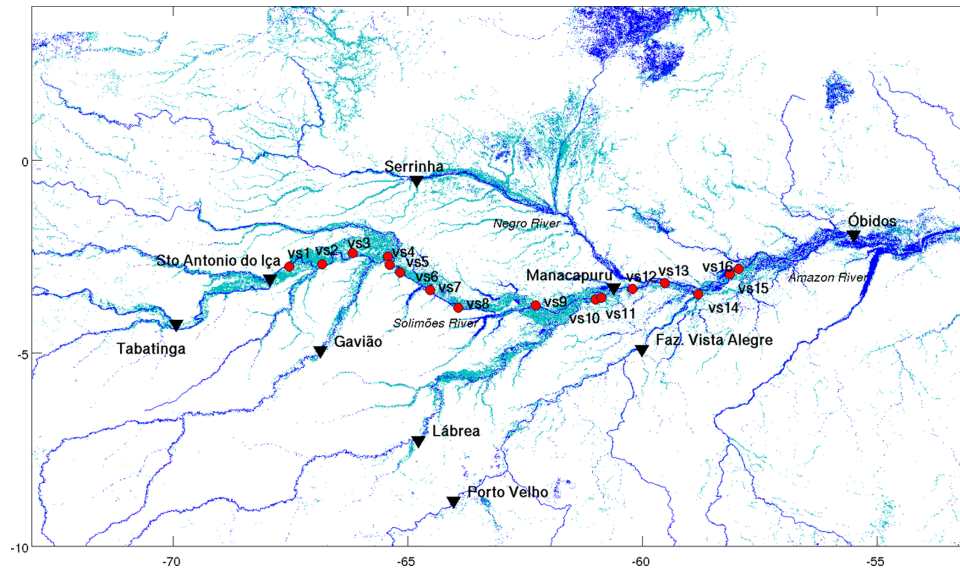 0
-5
-10
-70
-65
-60
-55
Serrinha
Negro River
Óbidos
Sto Antonio do Iça
vs1
vs2
vs3
vs4
vs5
vs6
vs7
vs8
vs9
vs10
vs11
vs12
vs13
vs14
vs15
vs16
Manacapuru
Amazon River
Solimões River
Tabatinga
Gavião
Faz. Vista Alegre
Lábrea
Porto Velho